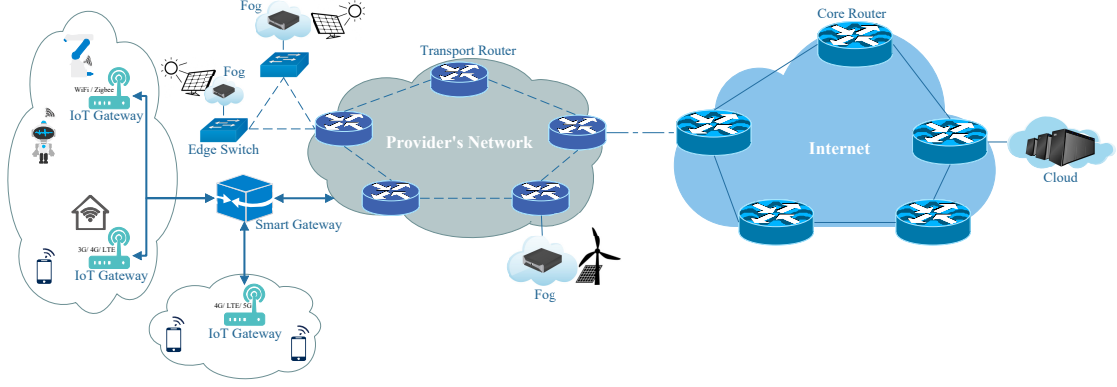 Fog
Core Router
Transport Router
Fog
WiFi / Zigbee
IoT Gateway
Edge Switch
Provider's Network
Internet
Cloud
Smart Gateway
3G/ 4G/ LTE
IoT Gateway
Fog
4G/ LTE/ 5G
IoT Gateway